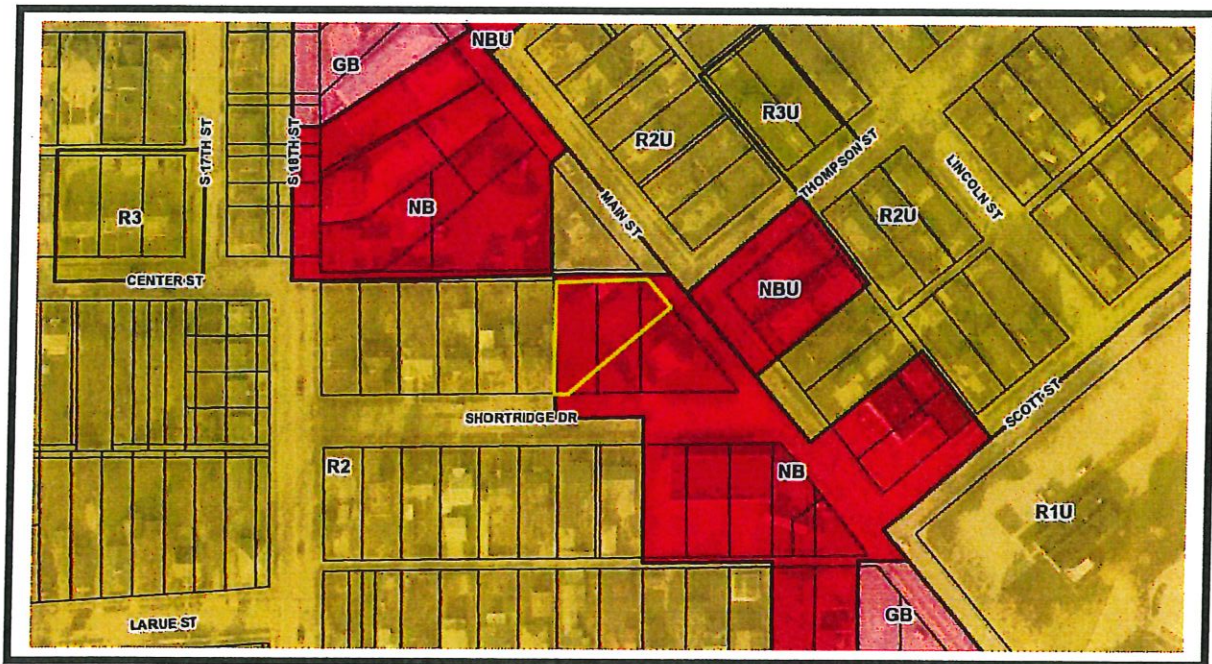 NBU
GB
R3U
R2U
S 17TH ST
S 18TH ST
THOMPSON ST
LINCOLN ST
R3
NB
MAIN ST
R2U
CENTER ST
NBU
SHORTRIDGE DR
SCOTT ST
R2
NB
R1U
GB
LARUE ST